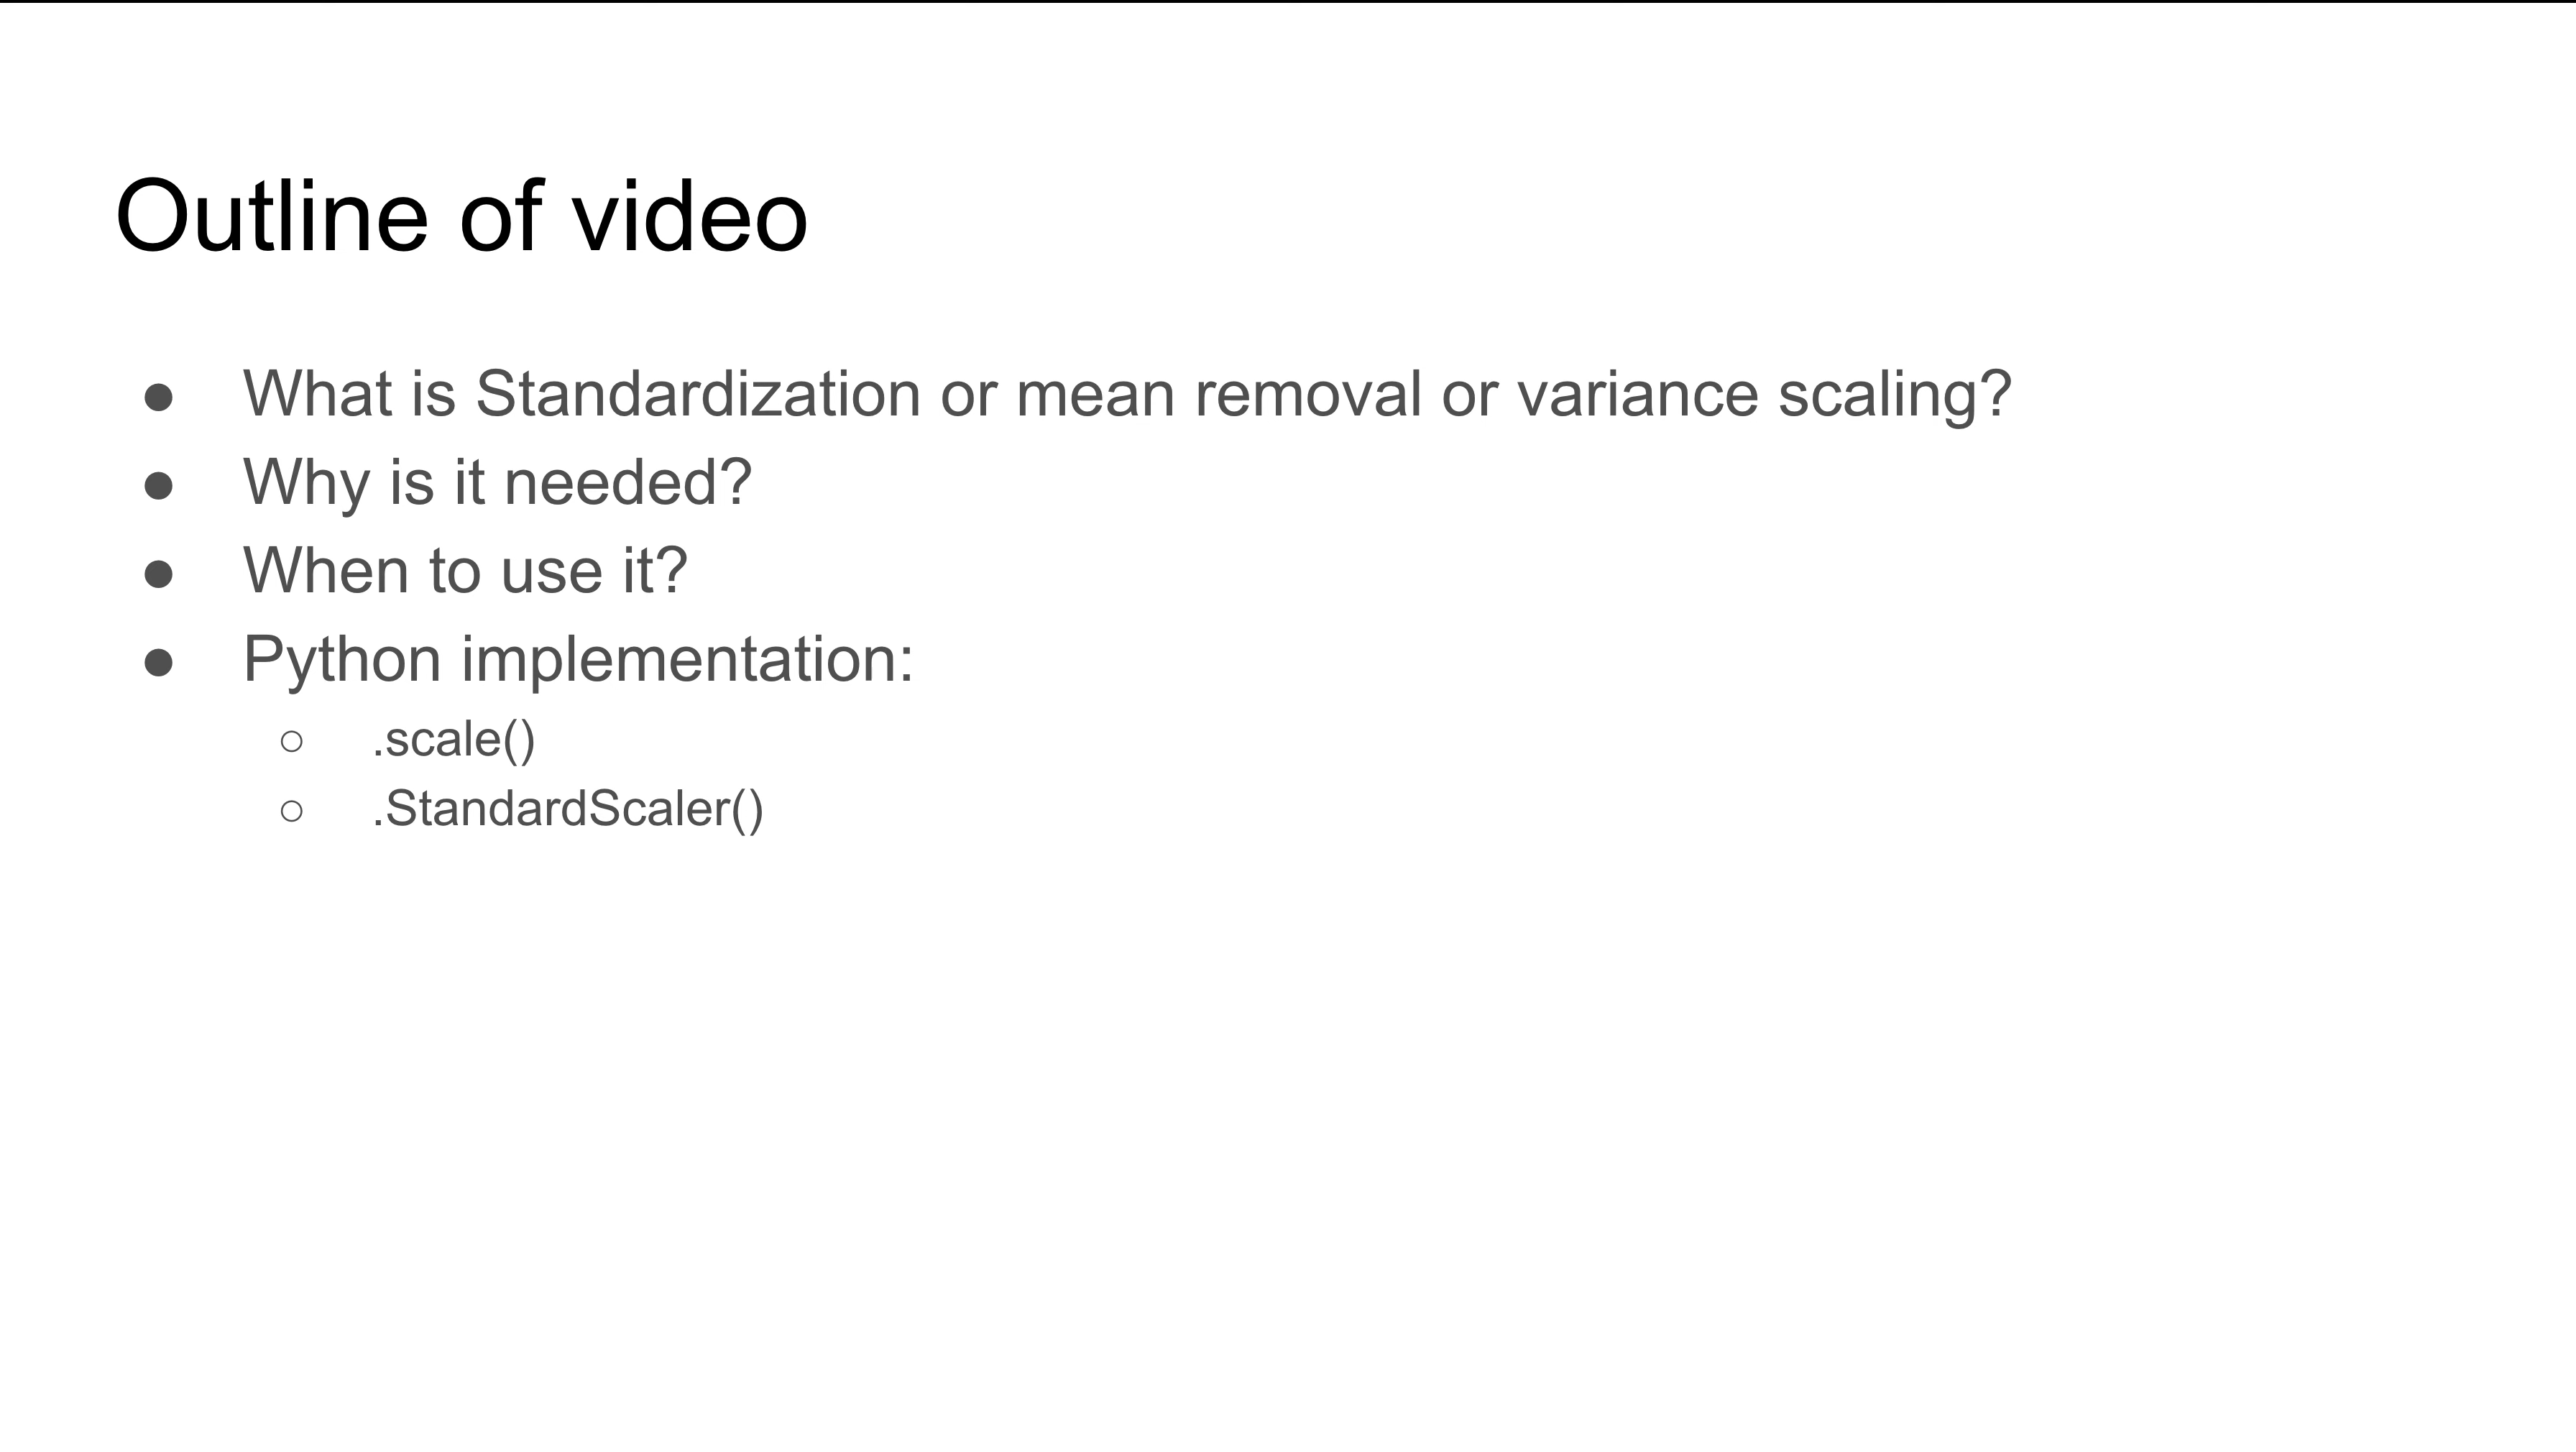 Outline of video
● What is Standardization or mean removal or variance scaling?
● Why is it needed?
● When to use it?
● Python implementation:
○ .scale()
○ .StandardScaler()